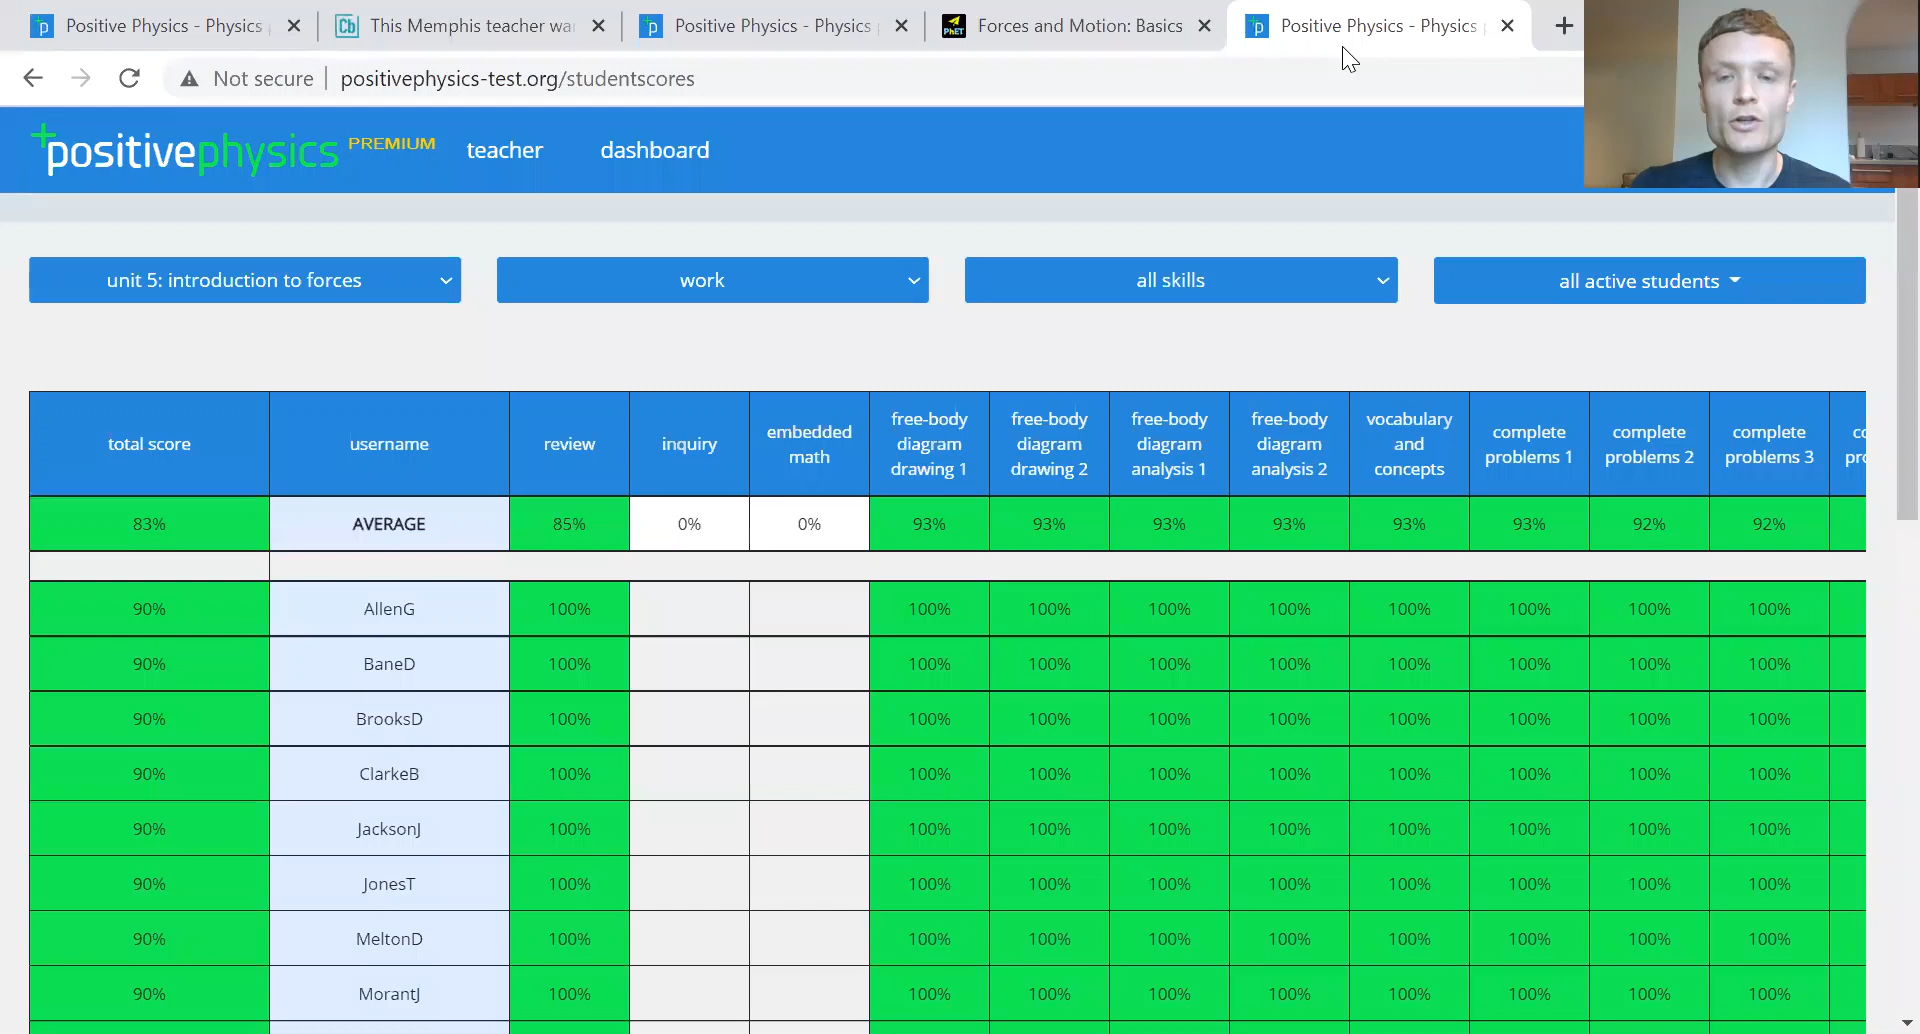 Positive Physics - Physics
This Memphis teacher wa
Positive Physics - Physics
PhET
Forces and Motion: Basics
Positive Physics - Physics
Not secure
positivephysics-test.org/studentscores
positivephysics PREMIUM
teacher
dashboard
unit 5: introduction to forces
work
all skills
all active students
total score
username
review
inquiry
embedded
math
free-body
diagram
drawing 1
free-body
diagram
drawing 2
free-body
diagram
analysis 1
free-body
diagram
analysis 2
vocabulary
and
concepts
complete
problems 1
complete
problems 2
complete
problems 3
83% AVERAGE 85% 0% 0% 93% 93% 93% 93% 93% 93% 92% 92%
90% AllenG 100% 100% 100% 100% 100% 100% 100% 100% 100%
90% BaneD 100% 100% 100% 100% 100% 100% 100% 100% 100%
90% BrooksD 100% 100% 100% 100% 100% 100% 100% 100% 100%
90% ClarkeB 100% 100% 100% 100% 100% 100% 100% 100% 100%
90% JacksonJ 100% 100% 100% 100% 100% 100% 100% 100% 100%
90% JonesT 100% 100% 100% 100% 100% 100% 100% 100% 100%
90% MeltonD 100% 100% 100% 100% 100% 100% 100% 100% 100%
90% MorantJ 100% 100% 100% 100% 100% 100% 100% 100% 100%